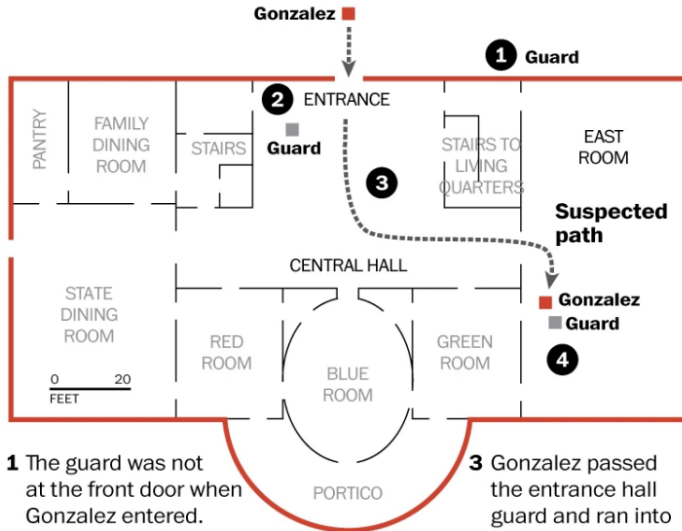 Gonzalez
1 Guard
2 ENTRANCE
Guard
PANTRY
FAMILY
DINING
ROOM
STAIRS
3
STAIRS TO
LIVING
QUARTERS
EAST
ROOM
Suspected
path
CENTRAL HALL
Gonzalez
Guard
4
STATE
DINING
ROOM
0 20
FEET
RED
ROOM
BLUE
ROOM
GREEN
ROOM
PORTICO
1 The guard was not
at the front door when
Gonzalez entered.
3 Gonzalez passed
the entrance hall
guard and ran into